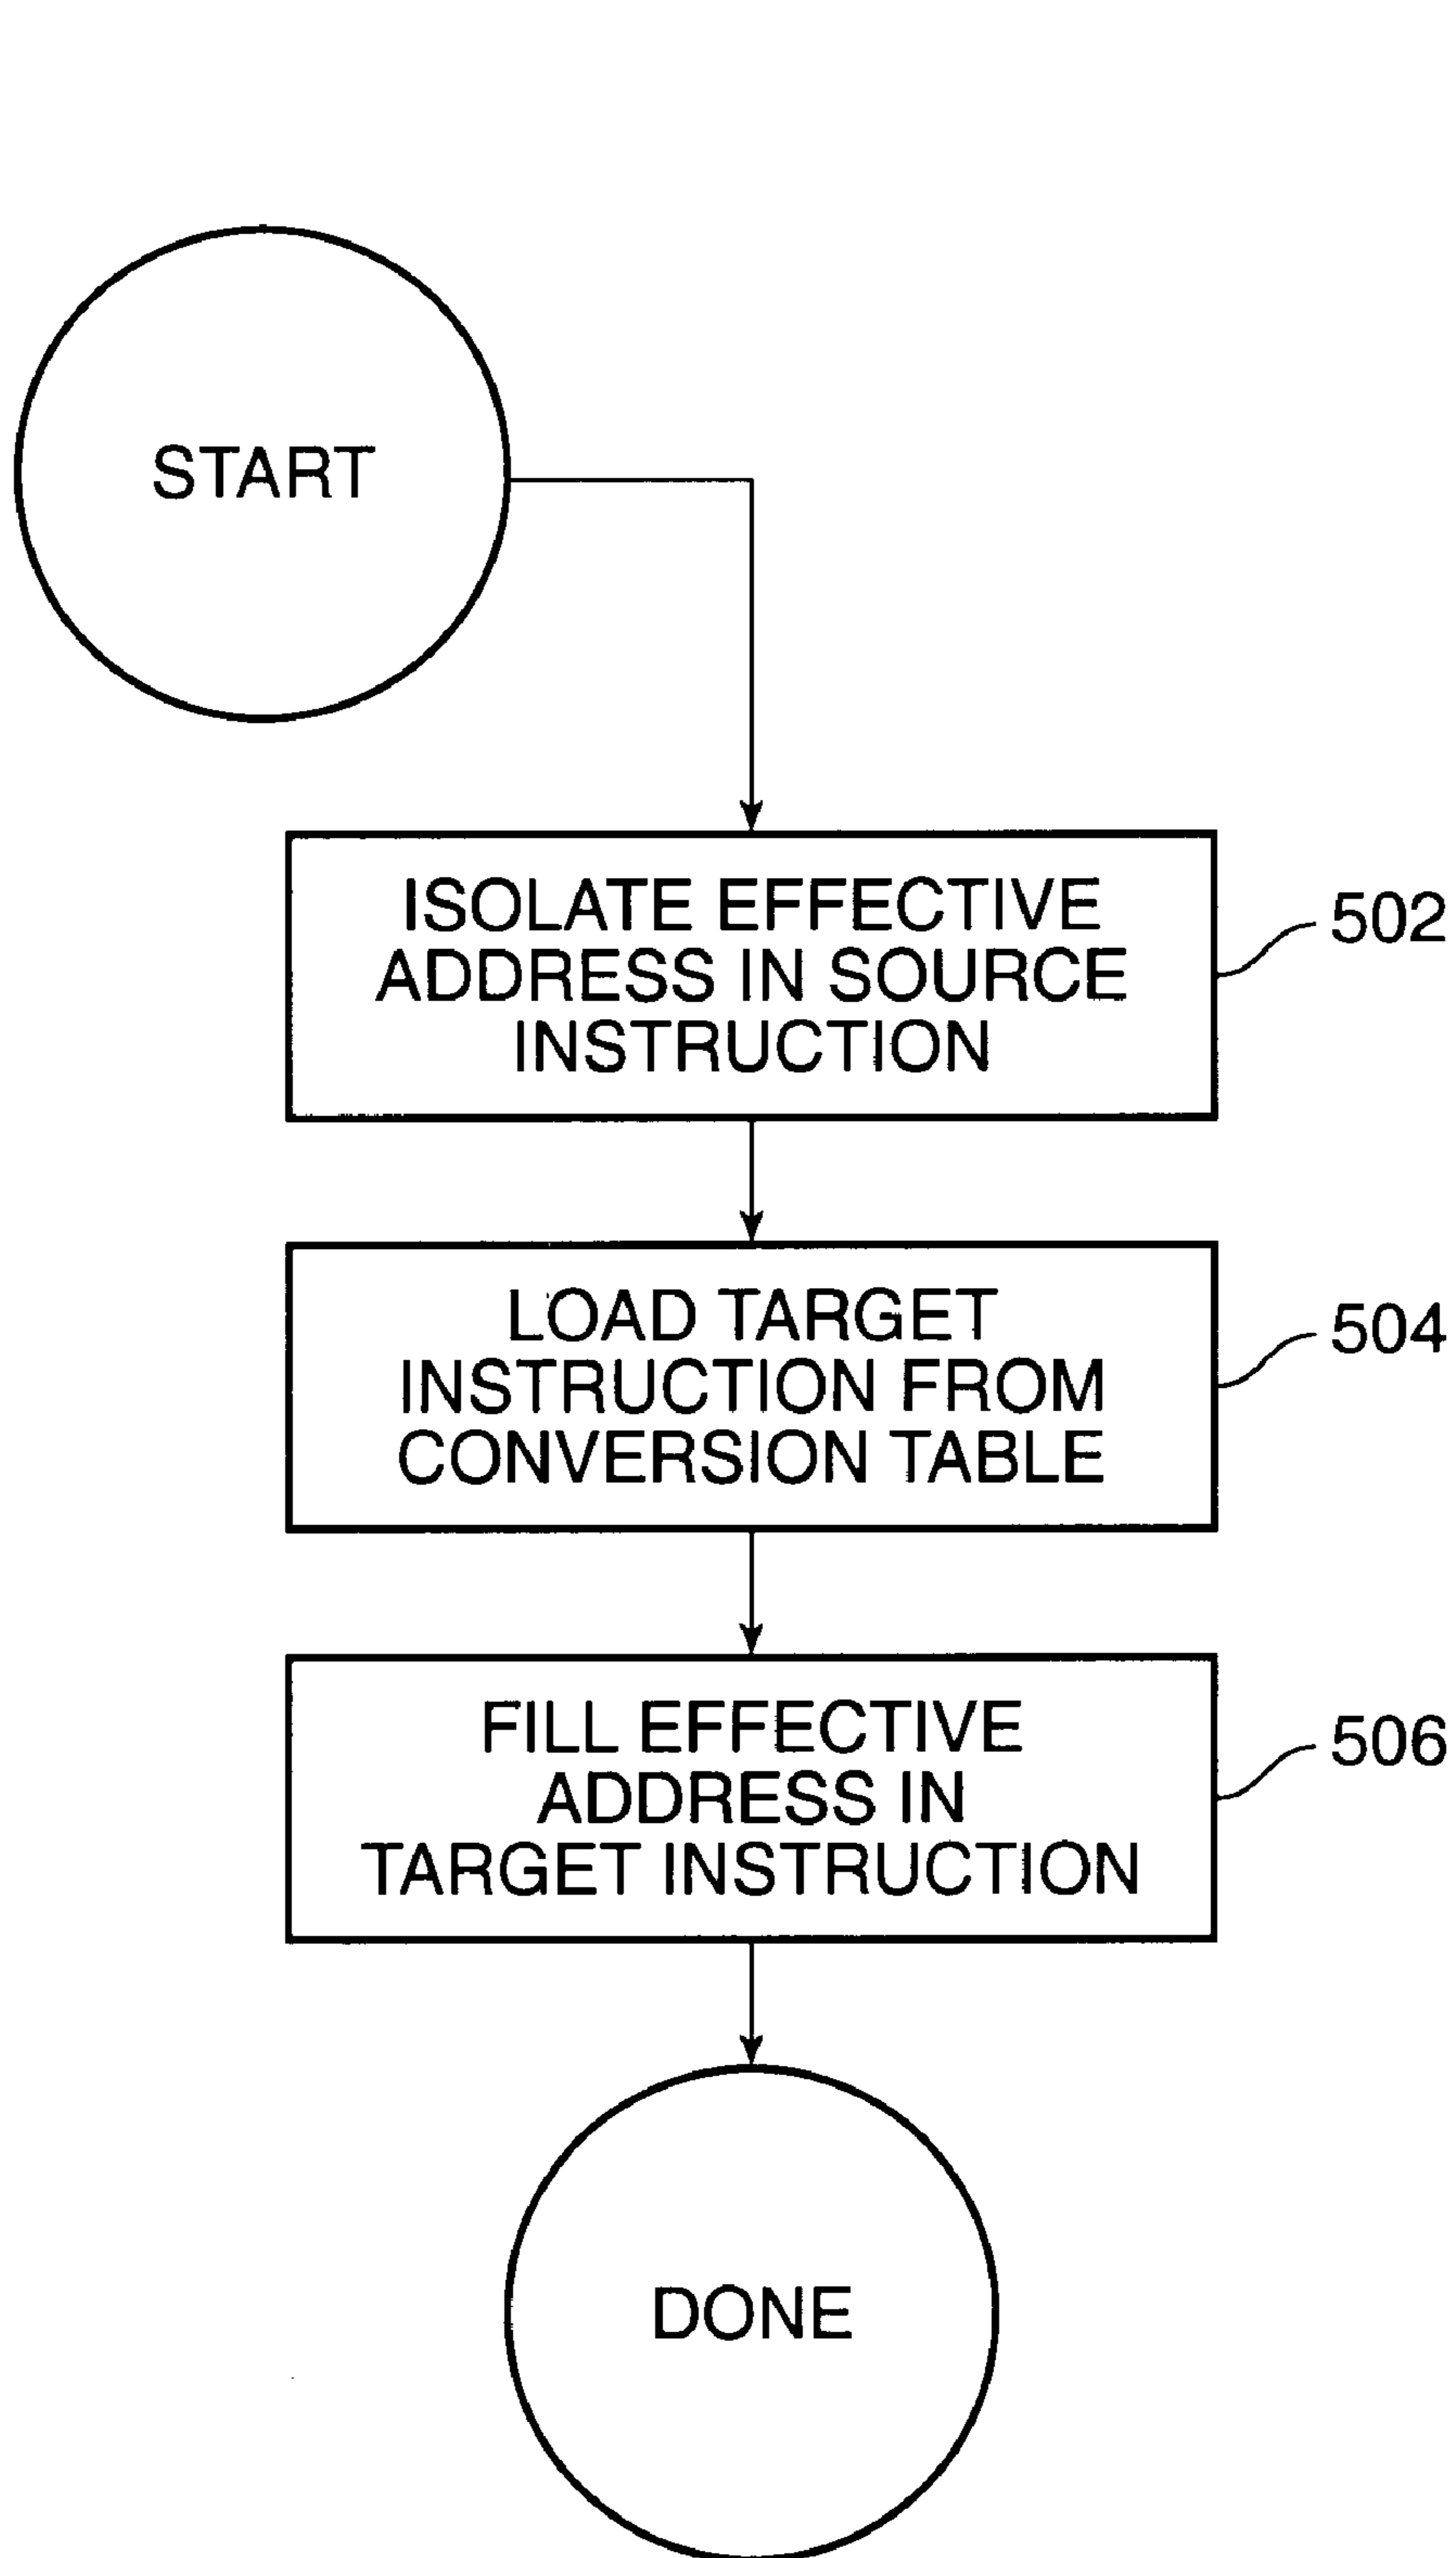 START
ISOLATE EFFECTIVE
ADDRESS IN SOURCE
INSTRUCTION
502
LOAD TARGET
INSTRUCTION FROM
CONVERSION TABLE
504
FILL EFFECTIVE
ADDRESS IN
TARGET INSTRUCTION
506
DONE